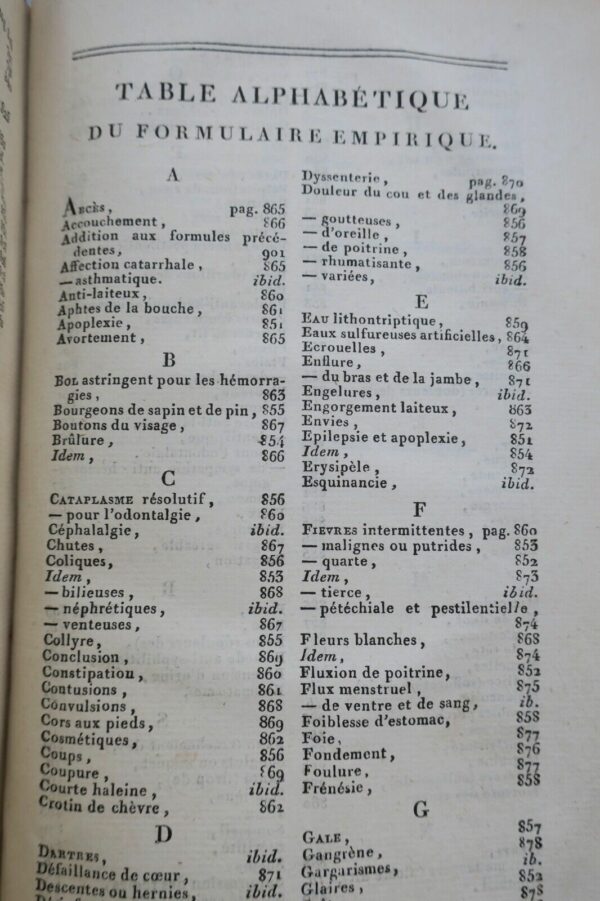 TABLE ALPHABÉTIQUE
DU FORMULAIRE EMPIRIQUE.
A
ABCÈS, pag. 865
Accouchement, 866
Addition aux formules précé-
dentes, 901
Affection catarrhale, 865
— asthmatique. ibid.
Anti-laiteux, 860
Aphtes de la bouche, 861
Apoplexie, 851
Avortement, 865
B
BOL astringent pour les hémorra-
gies, 863
Bourgeons de sapin et de pin, 855
Boutons du visage, 867
Brûlure, 854
Idem, 866
C
CATAPLASME résolutif, 856
— pour l'odontalgie, 860
Céphalalgie, ibid.
Chutes, 867
Coliques, 856
Idem, 853
— bilieuses, 868
— néphrétiques, ibid.
— venteuses, 867
Collyre, 855
Conclusion, 869
Constipation, 860
Contusions, 861
Convulsions, 868
Cors aux pieds, 869
Cosmétiques, 862
Coups, 856
Coupure, 869
Courte haleine, ibid.
Crotin de chèvre, 862
D
DARTRES, ibid.
Défaillance de cœur, 871
Descentes ou hernies, ibid.
Dyssenterie, pag. 870
Douleur du cou et des glandes,
869
— goutteuses, 856
— d'oreille, 857
— de poitrine, 858
— rhumatisante, 856
— variées, ibid.
E
EAU lithontriptique, 859
Eaux sulfureuses artificielles, 864
Ecrouelles, 871
Enflure, 866
— du bras et de la jambe, 871
Engelures, ibid.
Engorgement laiteux, 863
Envies, 872
Epilepsie et apoplexie, 851
Idem, 854
Erysipèle, 872
Esquinancie, ibid.
F
FIEVRES intermittentes, pag. 860
— malignes ou putrides, 853
— quarte, 852
Idem, 873
— tierce, ibid.
— pétéchiale et pestilentielle,
874
Fleurs blanches, 868
Idem, 874
Fluxion de poitrine, 852
Flux menstruel, 875
— de ventre et de sang, ib.
Foiblesse d'estomac, 858
Foie, 877
Fondement, 876
Foulure, 877
Frénésie, 858
G
GALE, 857
Gangrène, 878
Gargarismes, ib.
Glaires, 852
878